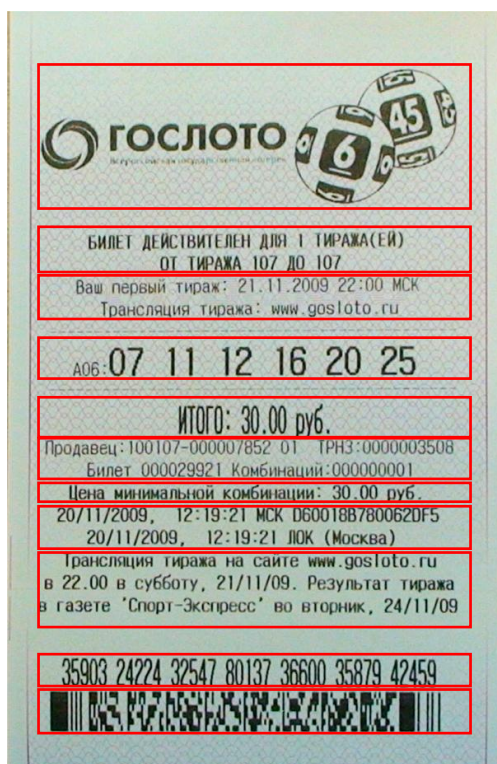 ГОСЛОТО
Всероссийская государственная лотерея
6
45
БИЛЕТ ДЕЙСТВИТЕЛЕН ДЛЯ 1 ТИРАЖА(ЕЙ)
ОТ ТИРАЖА 107 ДО 107
Ваш первый тираж: 21.11.2009 22:00 МСК
Трансляция тиража: www.gosloto.ru
А06:07 11 12 16 20 25
ИТОГО: 30.00 руб.
Продавец:100107-000007852 01 ТРНЗ:0000003508
Билет 000029921 Комбинаций:000000001
Цена минимальной комбинации: 30.00 руб.
20/11/2009, 12:19:21 МСК D60018B780062DF5
20/11/2009, 12:19:21 ЛОК (Москва)
Трансляция тиража на сайте www.gosloto.ru
в 22.00 в субботу, 21/11/09. Результат тиража
в газете 'Спорт-Экспресс' во вторник, 24/11/09
35903 24224 32547 80137 36600 35879 42459